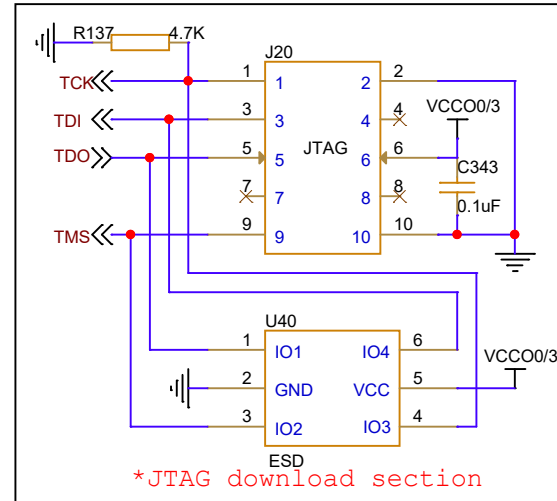 R137 4.7K
J20
TCK 1 1 2 2
VCCO0/3
TDI 3 3 4 4
TDO 5 5 JTAG 6 6
C343
7 7 8 8
0.1uF
TMS 9 9 10 10
U40
1 IO1 IO4 6
VCCO0/3
2 GND VCC 5
3 IO2 IO3 4
ESD
*JTAG download section